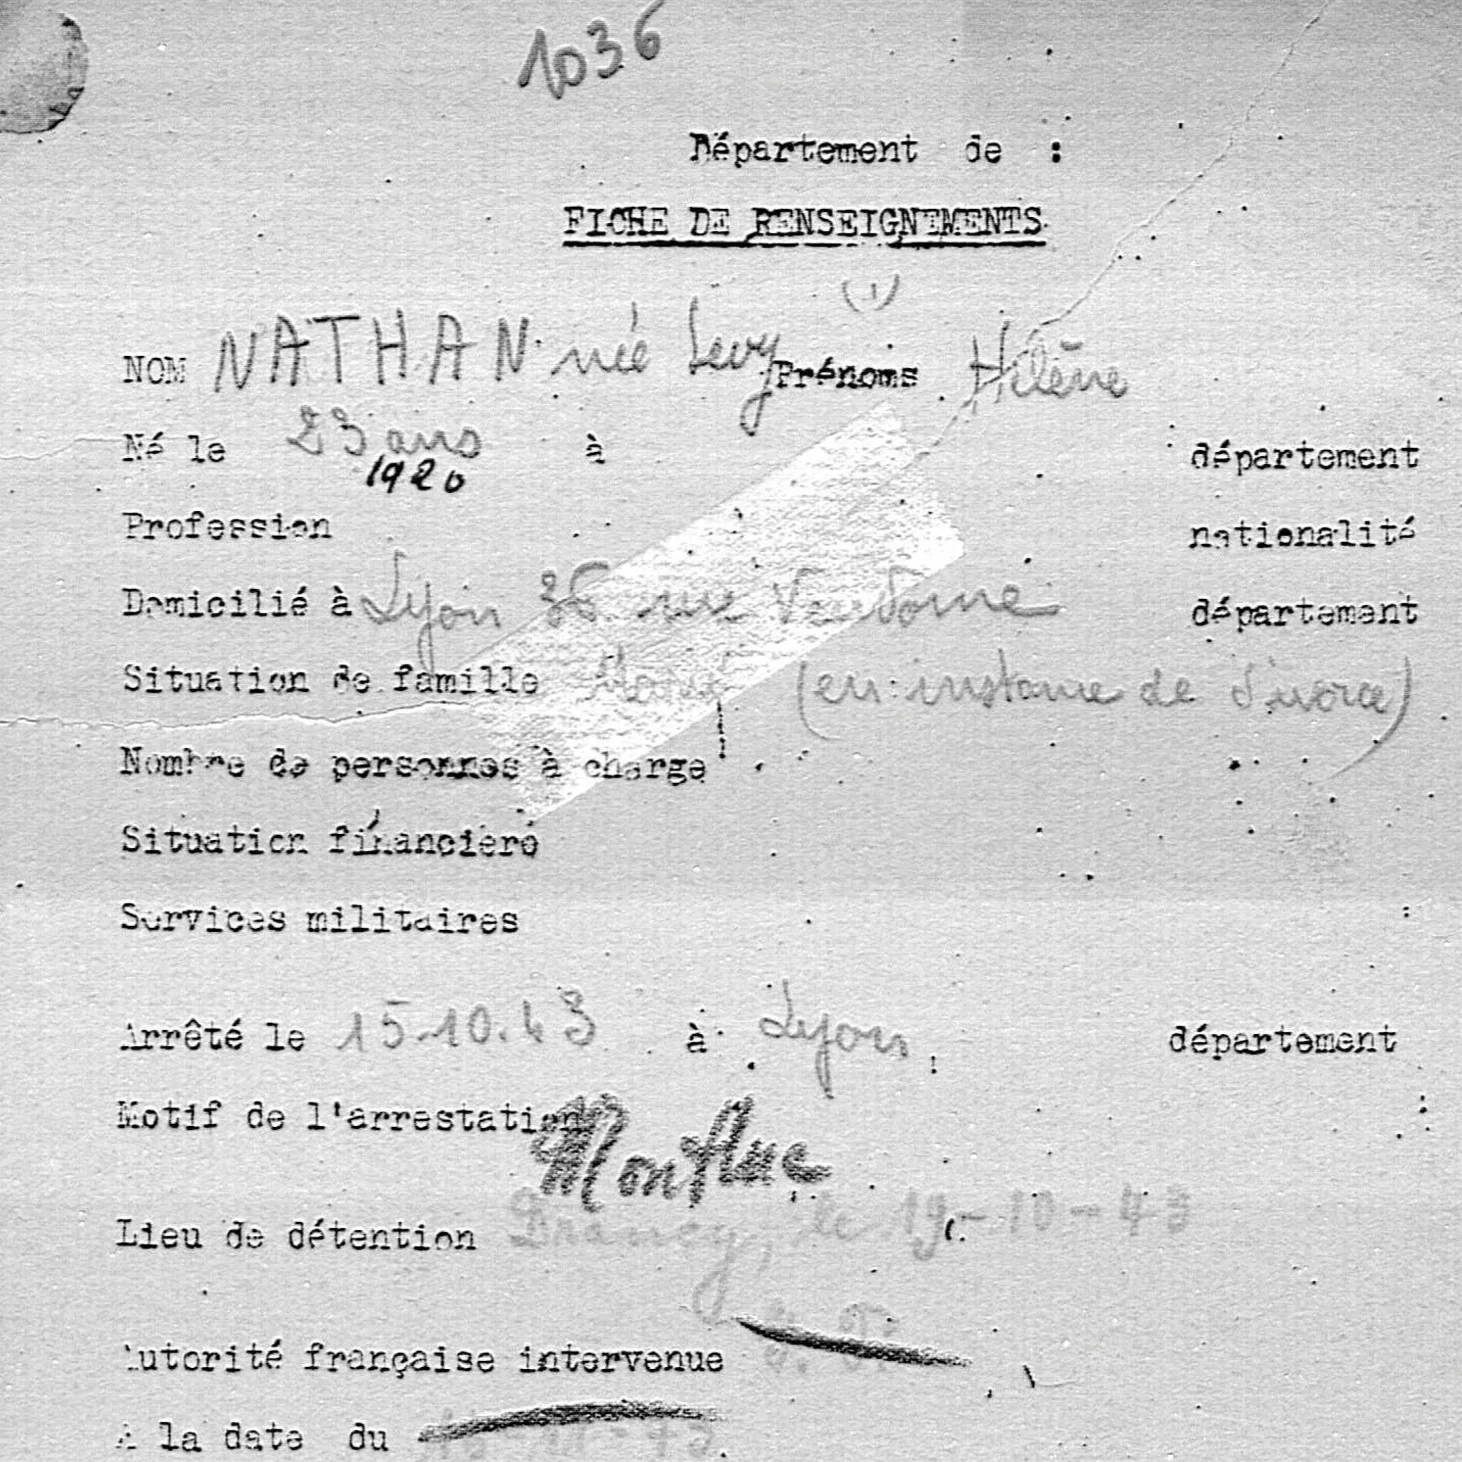 1036
Département de :
FICHE DE RENSEIGNEMENTS
(1)
NOM NATHAN née Levy Prénoms Hélène
Né le 23 ans à département
1920
Profession nationalité
Domicilié à Lyon 36 rue Vendome département
Situation de famille (en instance de divorce)
Nombre de personnes à charge
Situation financière
Services militaires
Arrêté le 15-10.43 à Lyon département
Motif de l'arrestation
Montluc
Lieu de détention Drancy, le 19-10-43
Autorité française intervenue
A la date du